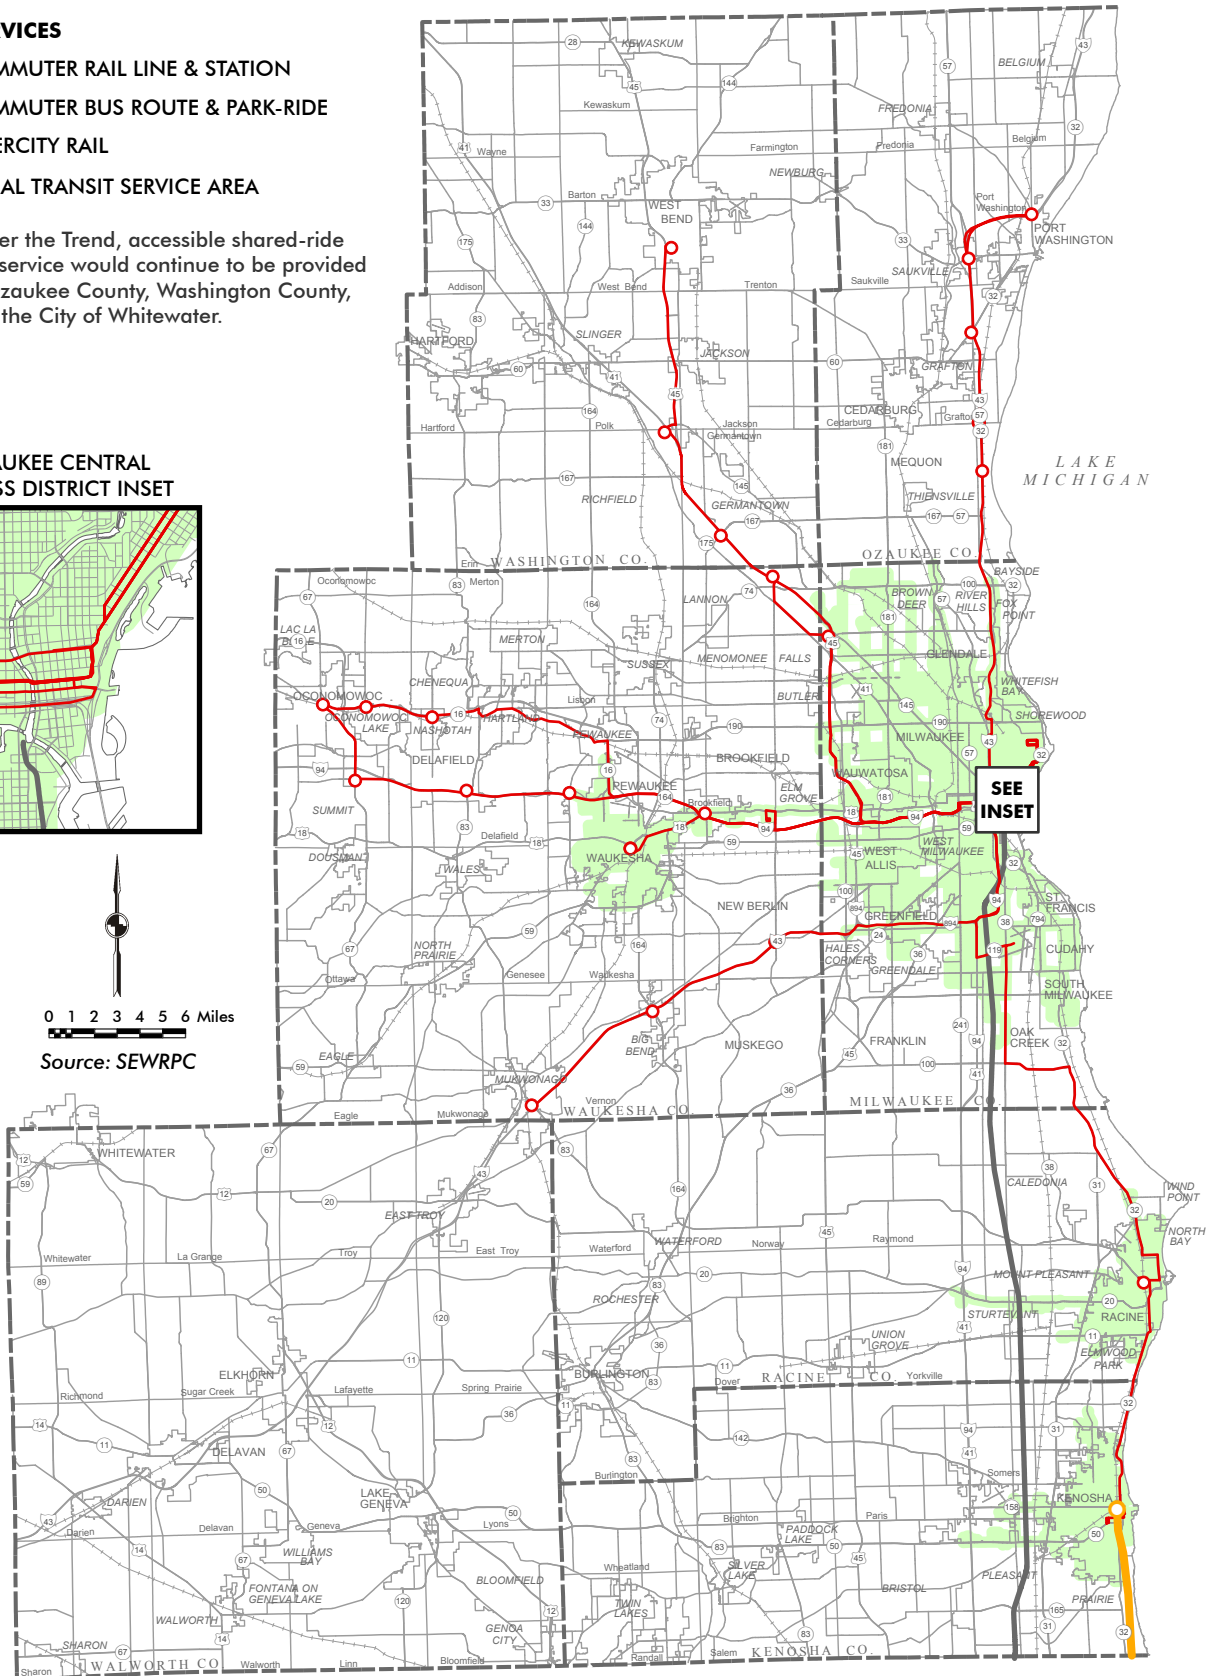 VICES
MMUTER RAIL LINE & STATION
MMUTER BUS ROUTE & PARK-RIDE
ERCITY RAIL
AL TRANSIT SERVICE AREA
er the Trend, accessible shared-ride
service would continue to be provided
zaukee County, Washington County,
the City of Whitewater.
AUKEE CENTRAL
SS DISTRICT INSET
0 1 2 3 4 5 6 Miles
Source: SEWRPC
SEE
INSET
LAKE
MICHIGAN
WASHINGTON CO.
OZAUKEE CO.
WAUKESHA CO.
MILWAUKEE CO.
RACINE CO.
KENOSHA CO.
WALWORTH CO
KEWASKUM
Kewaskum
Wayne
Barton
WEST
BEND
Farmington
NEWBURG
FREDONIA
Fredonia
BELGIUM
Belgium
Port
Washington
PORT
WASHINGTON
SAUKVILLE
Saukville
Addison
West Bend
Trenton
HARTFORD
SLINGER
JACKSON
GRAFTON
CEDARBURG
Cedarburg
Hartford
Polk
Jackson
Germantown
MEQUON
THIENSVILLE
RICHFIELD
GERMANTOWN
Erin
Oconomowoc
Merton
LANNON
BAYSIDE
BROWN
DEER
RIVER
HILLS
FOX
POINT
MERTON
SUSSEX
MENOMONEE FALLS
GLENDALE
CHENEQUA
Lisbon
BUTLER
WHITEFISH
BAY
SHOREWOOD
OCONOMOWOC
OCONOMOWOC
LAKE
NASHOTAH
HARTLAND
PEWAUKEE
MILWAUKEE
DELAFIELD
BROOKFIELD
WAUWATOSA
SUMMIT
PEWAUKEE
Brookfield
ELM
GROVE
Delafield
DOUSMAN
WALES
WAUKESHA
WEST
ALLIS
WEST
MILWAUKEE
NEW BERLIN
GREENFIELD
ST.
FRANCIS
CUDAHY
NORTH
PRAIRIE
Ottawa
Genesee
Waukesha
HALES
CORNERS
GREENDALE
SOUTH
MILWAUKEE
EAGLE
BIG
BEND
MUSKEGO
FRANKLIN
OAK
CREEK
MUKWONAGO
Vernon
Eagle
Mukwonago
WHITEWATER
EAST TROY
CALEDONIA
WIND
POINT
NORTH
BAY
Whitewater
La Grange
Troy
East Troy
Waterford
WATERFORD
Norway
Raymond
MOUNT PLEASANT
ROCHESTER
STURTEVANT
RACINE
UNION
GROVE
ELMWOOD
PARK
ELKHORN
BURLINGTON
Dover
Yorkville
Richmond
Sugar Creek
Lafayette
Spring Prairie
DELAVAN
Burlington
Somers
LAKE
GENEVA
DARIEN
Darien
Delavan
Geneva
Lyons
Brighton
Paris
KENOSHA
WILLIAMS
BAY
PADDOCK
LAKE
FONTANA ON
GENEVA LAKE
BLOOMFIELD
Wheatland
SILVER
LAKE
BRISTOL
PLEASANT
PRAIRIE
TWIN
LAKES
WALWORTH
GENOA
CITY
SHARON
Sharon
Walworth
Linn
Bloomfield
Randall
Salem